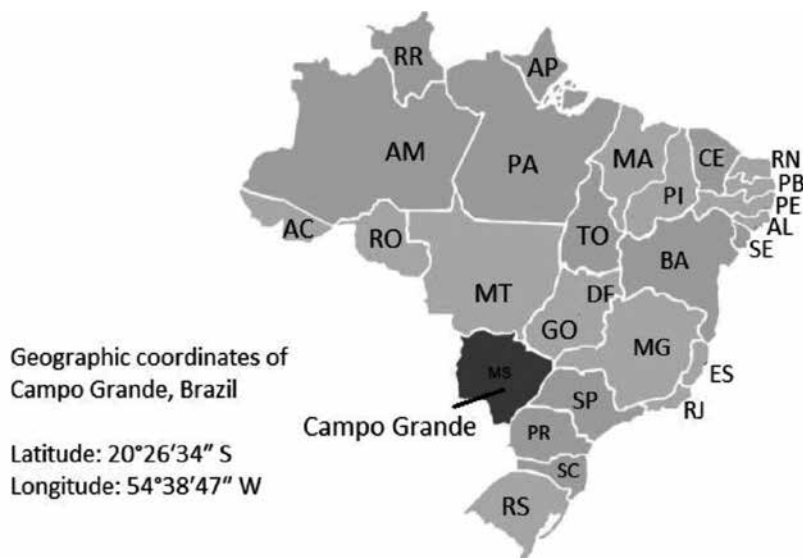 RR
AP
AM
PA
MA
CE
RN
PB
PI
PE
AL
AC
RO
TO
SE
BA
MT
DF
GO
MG
Geographic coordinates of
Campo Grande, Brazil
MS
ES
SP
RJ
Campo Grande
PR
Latitude: 20°26′34″ S
SC
Longitude: 54°38′47″ W
RS